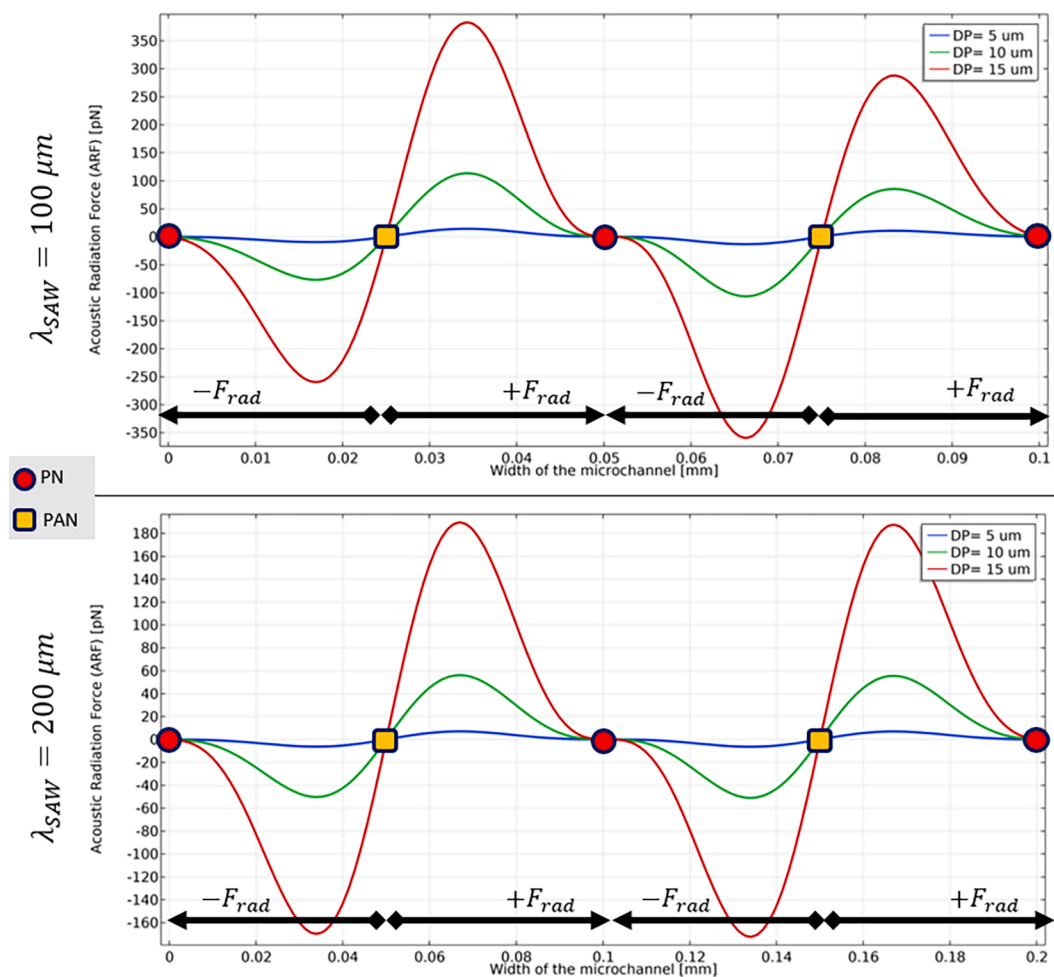 λSAW = 100 μm
Acoustic Radiation Force (ARF) [pN]
350
300
250
200
150
100
50
0
-50
-100
-150
-200
-250
-300
-350
DP= 5 um
DP= 10 um
DP= 15 um
−Frad
+Frad
−Frad
+Frad
0 0.01 0.02 0.03 0.04 0.05 0.06 0.07 0.08 0.09 0.1
Width of the microchannel [mm]
PN
PAN
λSAW = 200 μm
Acoustic Radiation Force (ARF) [pN]
180
160
140
120
100
80
60
40
20
0
-20
-40
-60
-80
-100
-120
-140
-160
DP= 5 um
DP= 10 um
DP= 15 um
−Frad
+Frad
−Frad
+Frad
0 0.02 0.04 0.06 0.08 0.1 0.12 0.14 0.16 0.18 0.2
Width of the microchannel [mm]